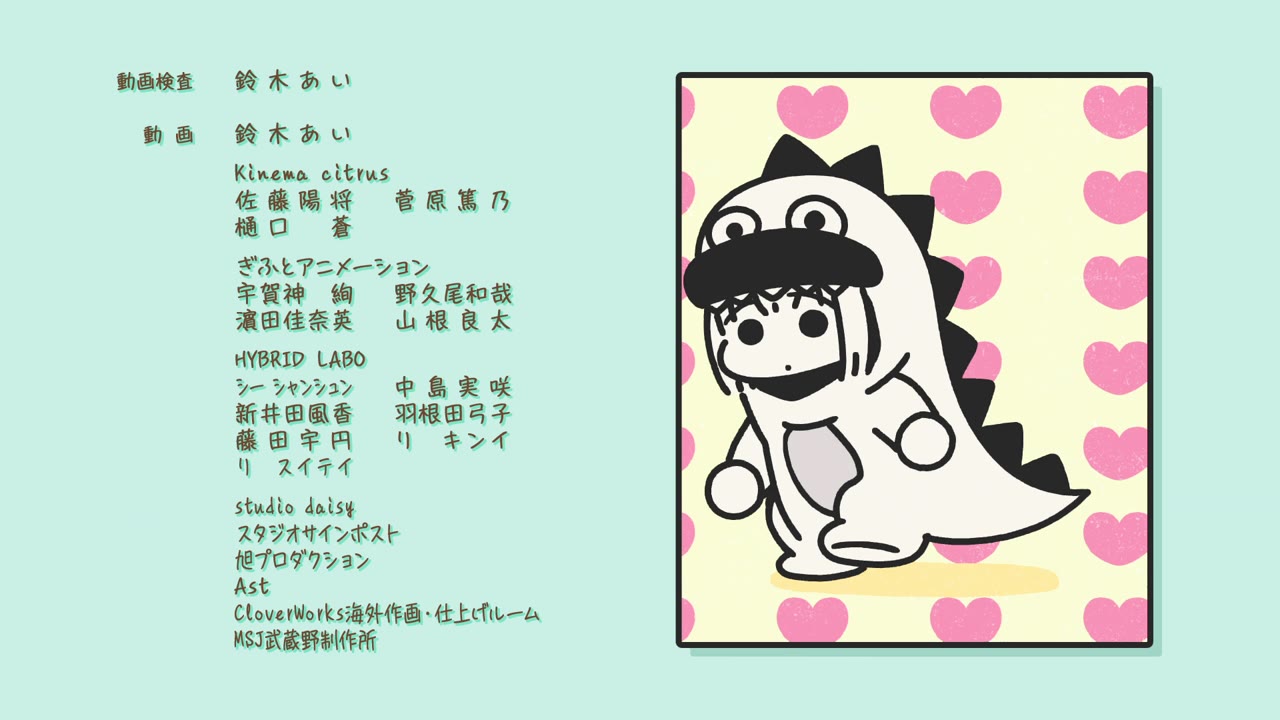 動画検査 鈴木あい
動画 鈴木あい
Kinema citrus
佐藤陽将 菅原篤乃
樋口 蒼
ぎふとアニメーション
宇賀神 絢 野久尾和哉
濵田佳奈英 山根良太
HYBRID LABO
シー シャンシュン 中島実咲
新井田風香 羽根田弓子
藤田宇円 リ キンイ
リ スイテイ
studio daisy
スタジオサインポスト
旭プロダクション
Ast
CloverWorks海外作画・仕上げルーム
MSJ武蔵野制作所